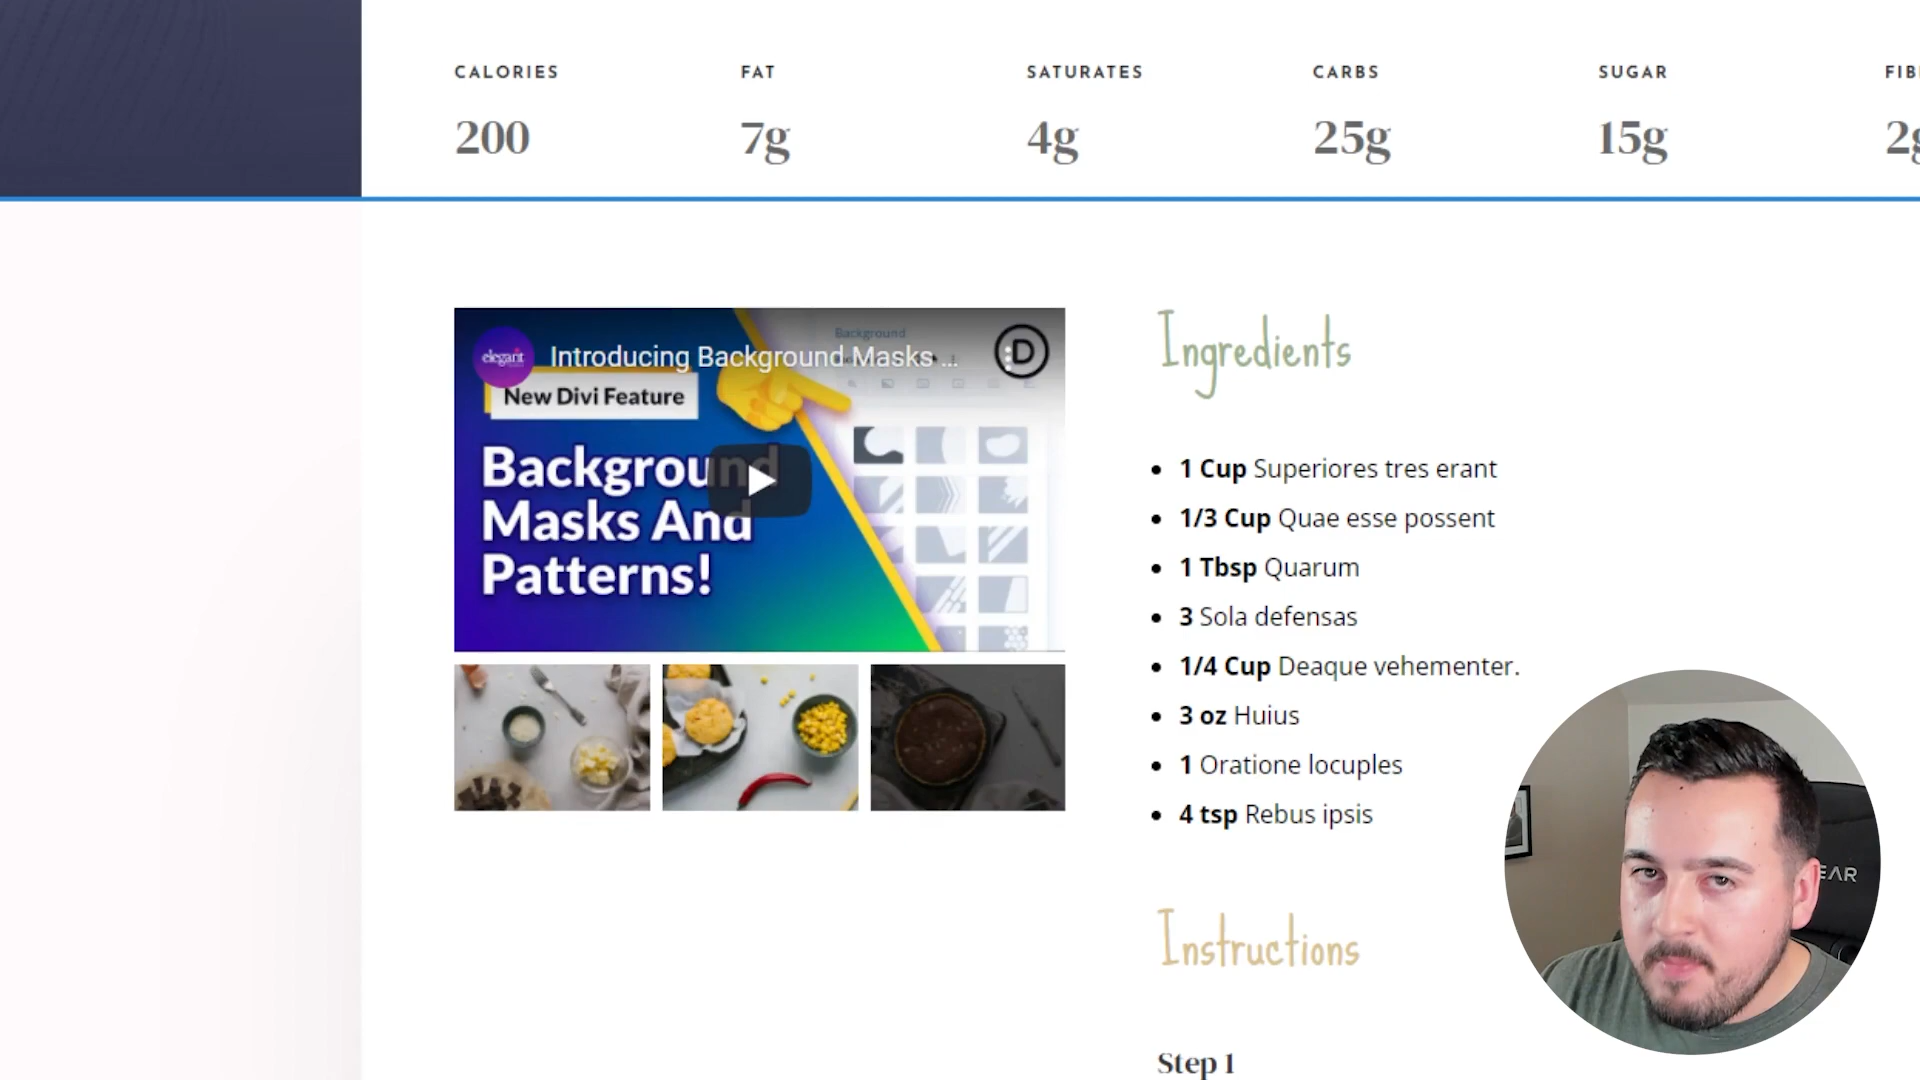 CALORIES FAT SATURATES CARBS SUGAR
200 7g 4g 25g 15g
elegant
Introducing Background Masks ...
D
Background
New Divi Feature
Background
Masks And
Patterns!
Ingredients
• 1 Cup Superiores tres erant
• 1/3 Cup Quae esse possent
• 1 Tbsp Quarum
• 3 Sola defensas
• 1/4 Cup Deaque vehementer.
• 3 oz Huius
• 1 Oratione locuples
• 4 tsp Rebus ipsis
Instructions
Step 1